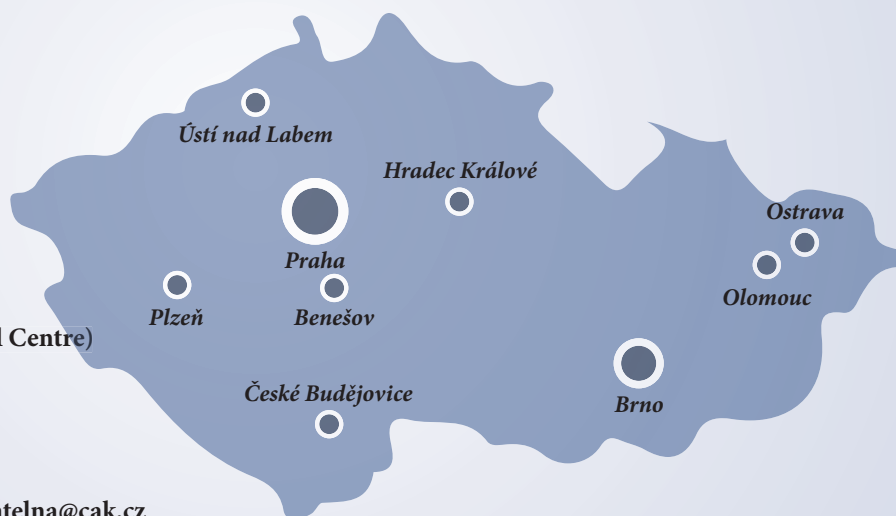 Ústí nad Labem
Hradec Králové
Ostrava
Praha
Olomouc
Plzeň
Benešov
Centre)
České Budějovice
Brno
atelna@cak.cz